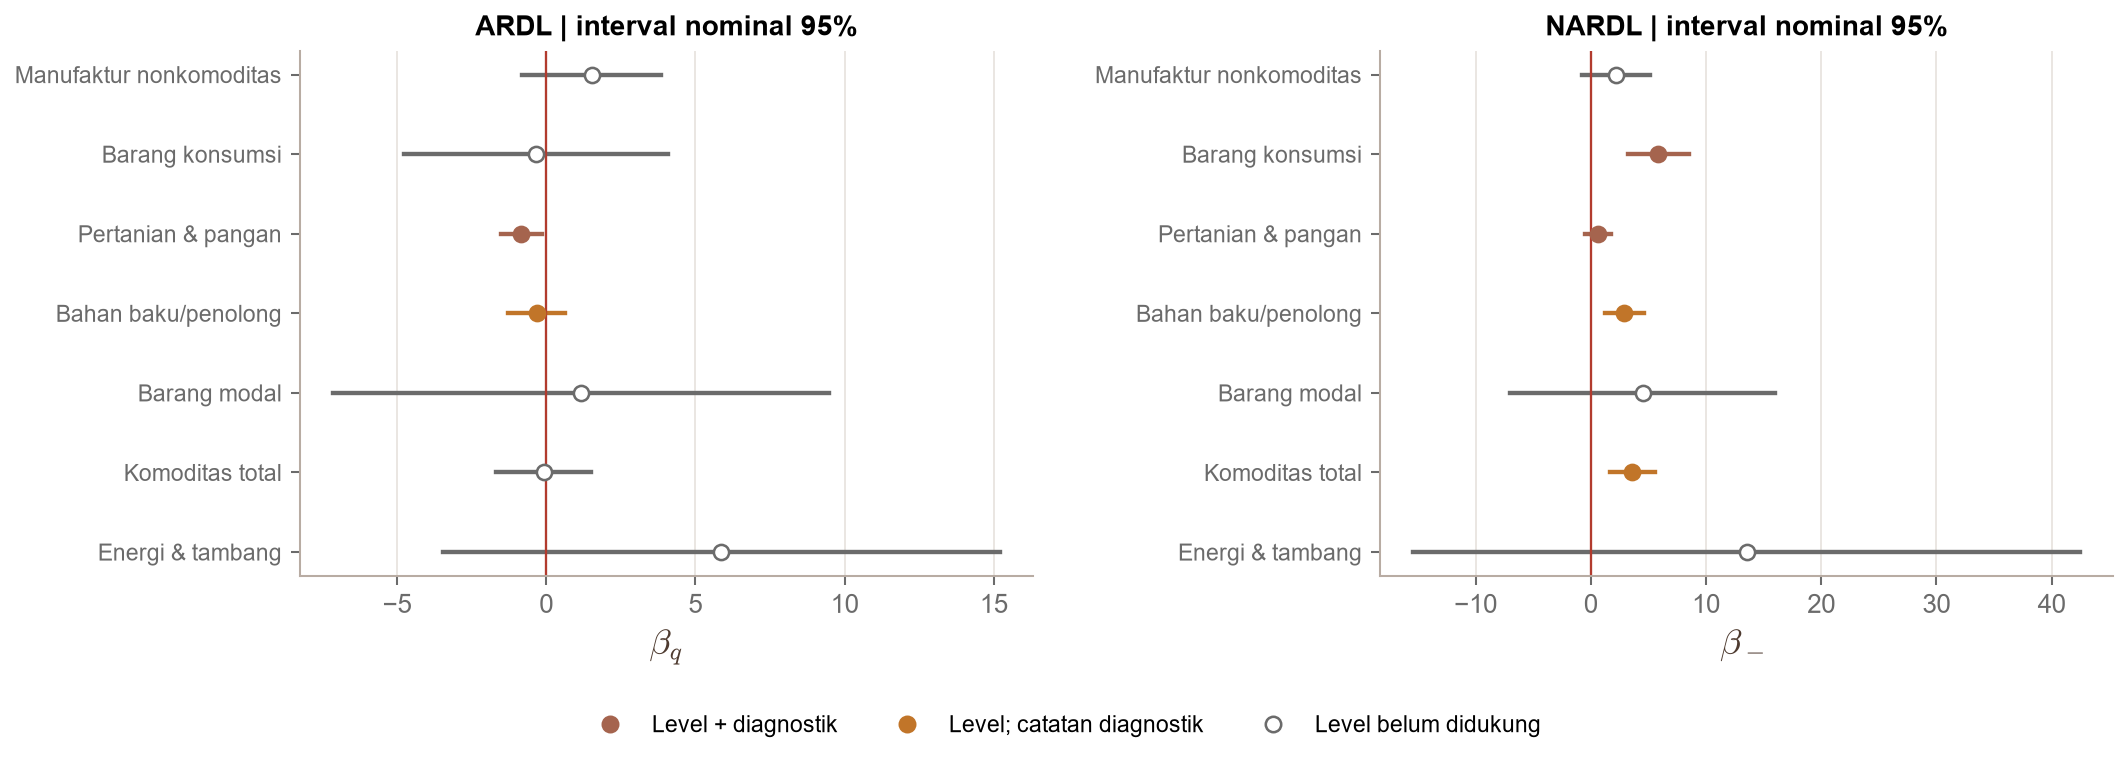 ARDL | interval nominal 95%
Manufaktur nonkomoditas
Barang konsumsi
Pertanian & pangan
Bahan baku/penolong
Barang modal
Komoditas total
Energi & tambang
−5 0 5 10 15
β_q
NARDL | interval nominal 95%
Manufaktur nonkomoditas
Barang konsumsi
Pertanian & pangan
Bahan baku/penolong
Barang modal
Komoditas total
Energi & tambang
−10 0 10 20 30 40
β_−
Level + diagnostik Level; catatan diagnostik Level belum didukung